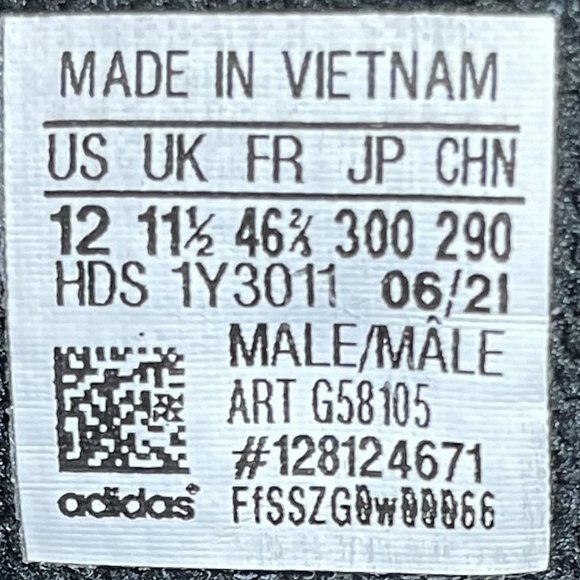 MADE IN VIETNAM
US UK FR JP CHN
12 11½ 46⅔ 300 290
HDS 1Y3011 06/21
MALE/MÂLE
ART G58105
#128124671
adidas® FfSSZG0w00066